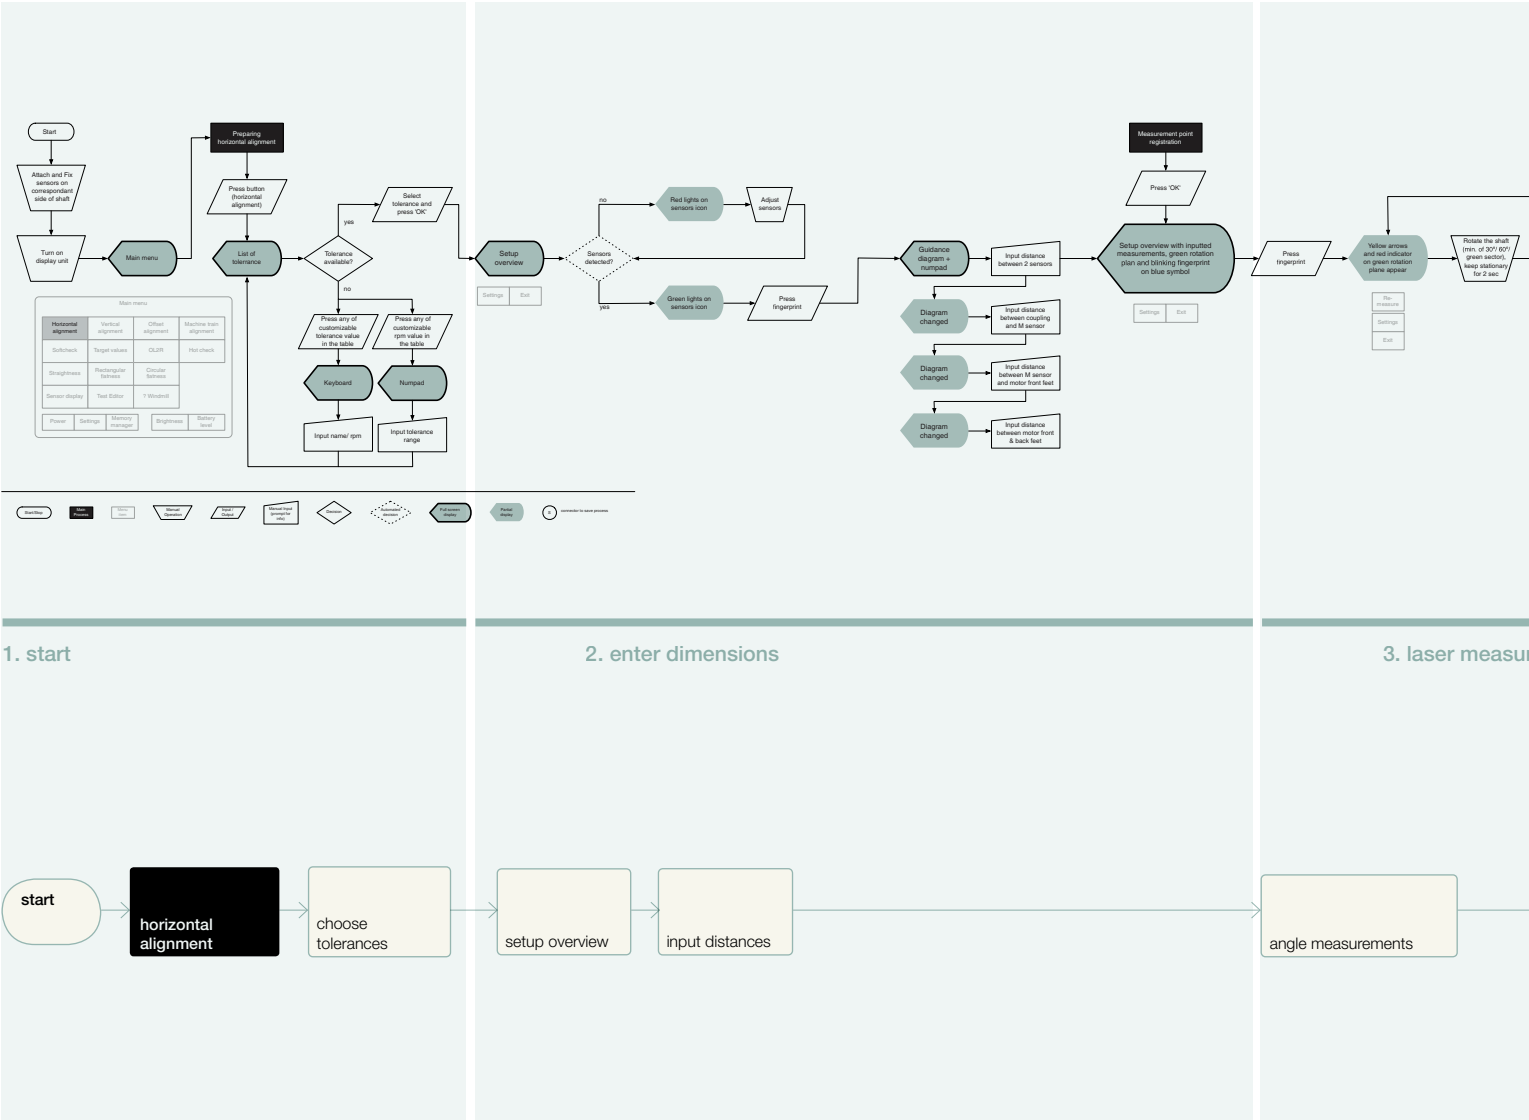 Start
Attach and Fix
sensors on
correspondant
side of shaft
Turn on
display unit
Main menu
Preparing
horizontal alignment
Press button
(horizontal
alignment)
List of
tolerance
Tolerance
available?
yes
no
Select
tolerance and
press 'OK'
Press any of
customizable
tolerance value
in the table
Press any of
customizable
rpm value in
the table
Keyboard
Numpad
Input name/ rpm
Input tolerance
range
Main menu
Horizontal
alignment
Vertical
alignment
Offset
alignment
Machine train
alignment
Softcheck
Target values
OL2R
Hot check
Straightness
Rectangular
flatness
Circular
flatness
Sensor display
Text Editor
? Windmill
Power
Settings
Memory
manager
Brightness
Battery
level
Setup
overview
Settings
Exit
Sensors
detected?
no
yes
Red lights on
sensors icon
Adjust
sensors
Green lights on
sensors icon
Press
fingerprint
Guidance
diagram +
numpad
Input distance
between 2 sensors
Diagram
changed
Input distance
between coupling
and M sensor
Diagram
changed
Input distance
between M sensor
and motor front feet
Diagram
changed
Input distance
between motor front
& back feet
Measurement point
registration
Press 'OK'
Setup overview with inputted
measurements, green rotation
plan and blinking fingerprint
on blue symbol
Settings
Exit
Press
fingerprint
Yellow arrows
and red indicator
on green rotation
plane appear
Re-
measure
Settings
Exit
Rotate the shaft
(min. of 30°/ 60°/
green sector),
keep stationary
for 2 sec
Start/Stop
Main
Process
Menu
item
Manual
Operation
Input /
Output
Manual Input
(prompt for
info)
Decision
Automated
decision
Full screen
display
Partial
display
S
connector to save process
1. start
2. enter dimensions
3. laser measur
start
horizontal
alignment
choose
tolerances
setup overview
input distances
angle measurements